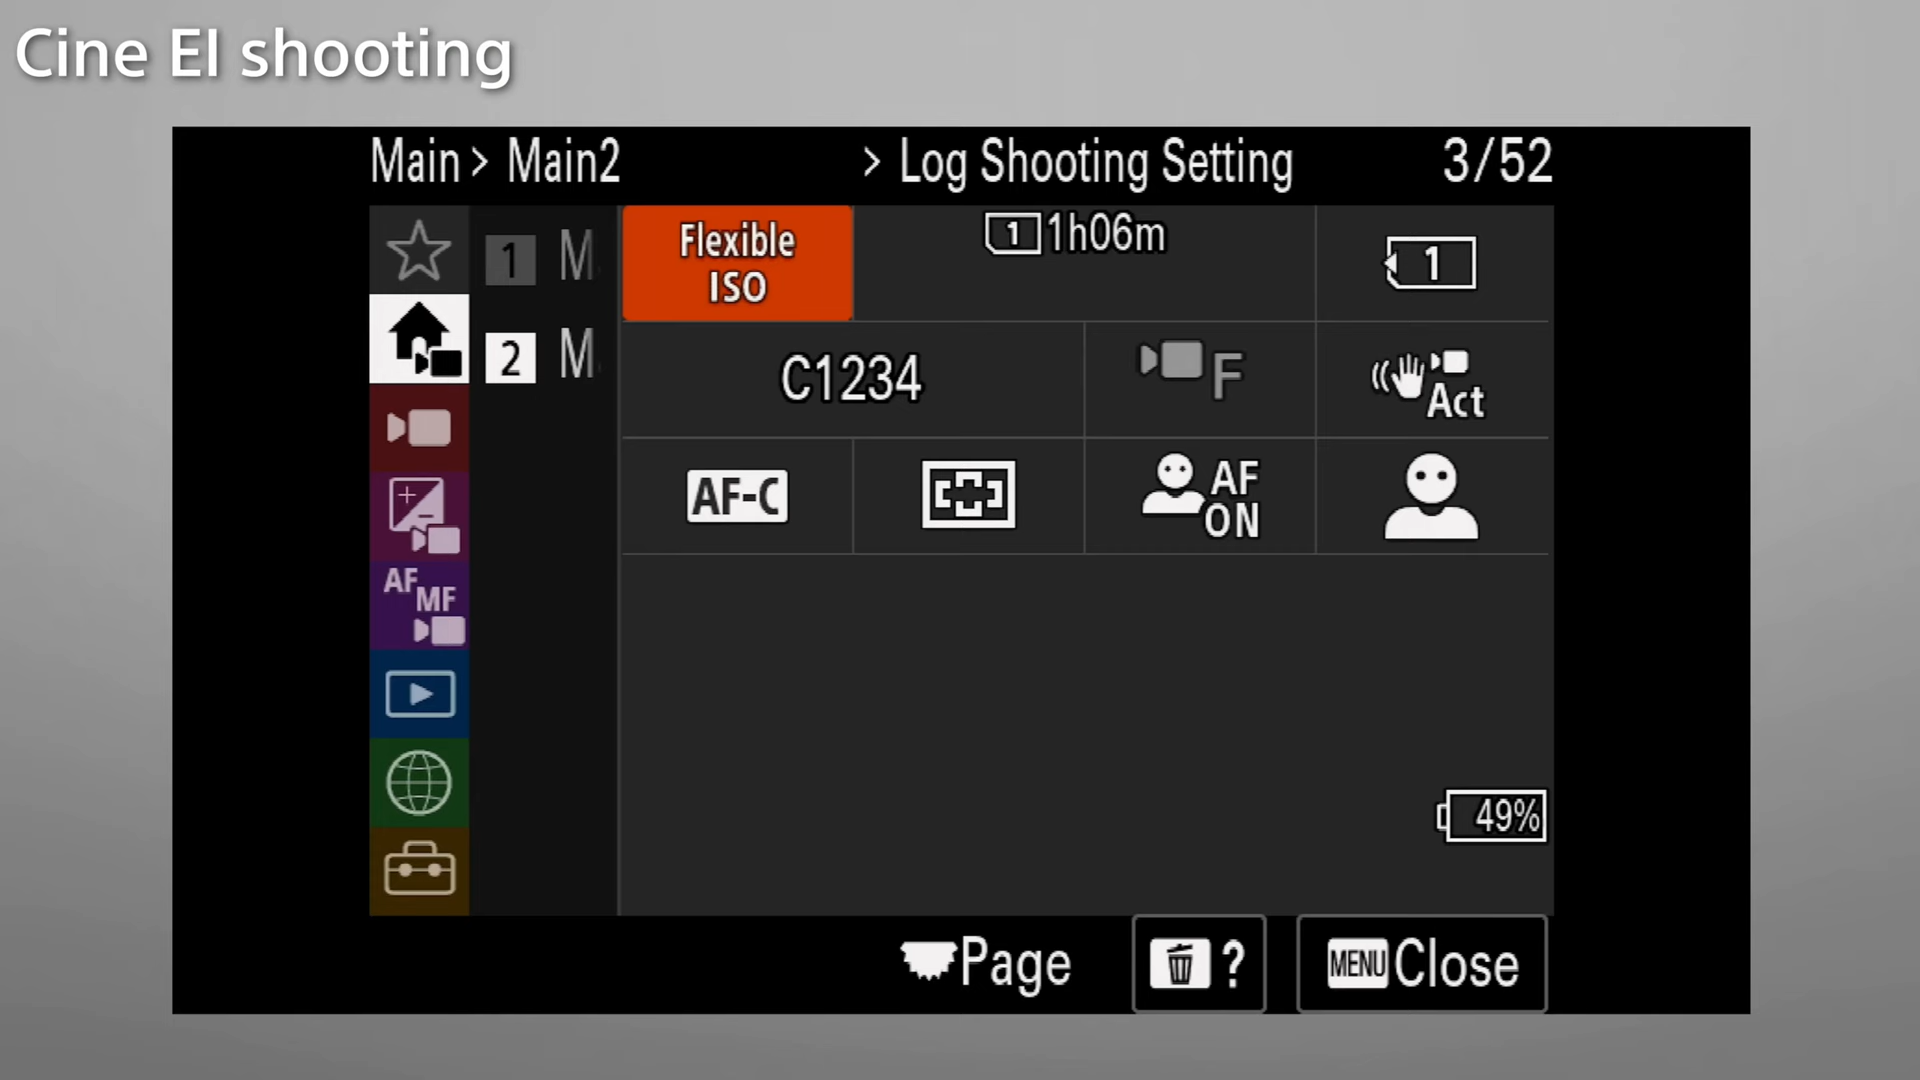 Cine EI shooting
Main> Main2 > Log Shooting Setting 3/52
1 M
Flexible
ISO
1 1h06m
1
2 M
C1234
F
Act
AF-C
AF
ON
AF
MF
49%
Page
?
MENU Close